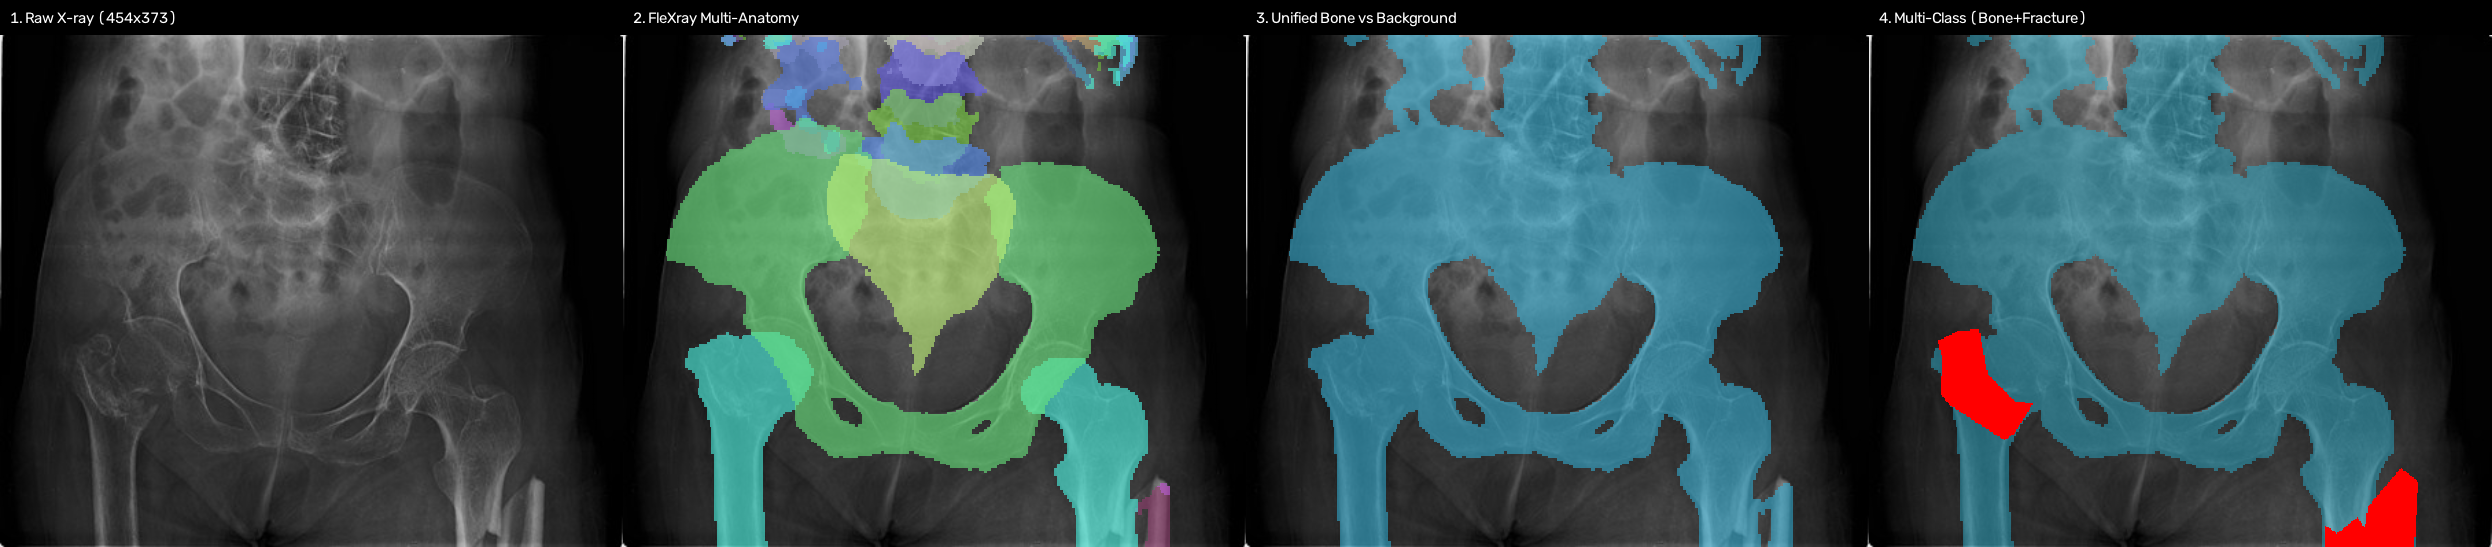 1. Raw X-ray (454x373)
2. FleXray Multi-Anatomy
3. Unified Bone vs Background
4. Multi-Class (Bone+Fracture)